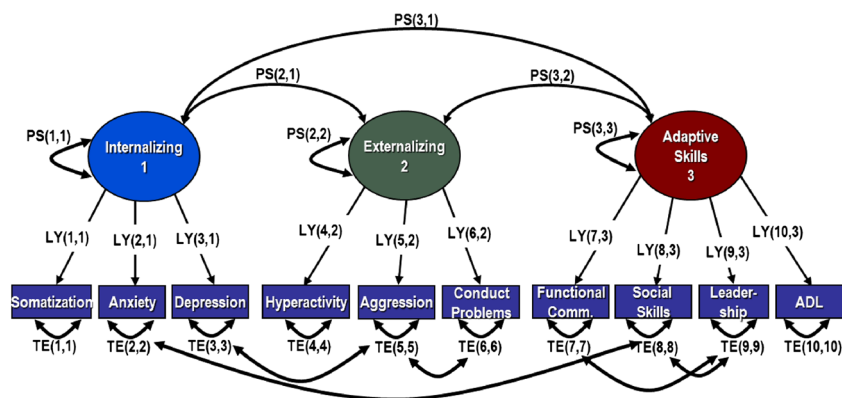 PS(3,1)
PS(2,1)
PS(3,2)
PS(1,1)
Internalizing
1
PS(2,2)
Externalizing
2
PS(3,3)
Adaptive
Skills
3
LY(1,1)
LY(2,1)
LY(3,1)
LY(4,2)
LY(5,2)
LY(6,2)
LY(7,3)
LY(8,3)
LY(9,3)
LY(10,3)
Somatization
Anxiety
Depression
Hyperactivity
Aggression
Conduct
Problems
Functional
Comm.
Social
Skills
Leader-
ship
ADL
TE(1,1)
TE(2,2)
TE(3,3)
TE(4,4)
TE(5,5)
TE(6,6)
TE(7,7)
TE(8,8)
TE(9,9)
TE(10,10)